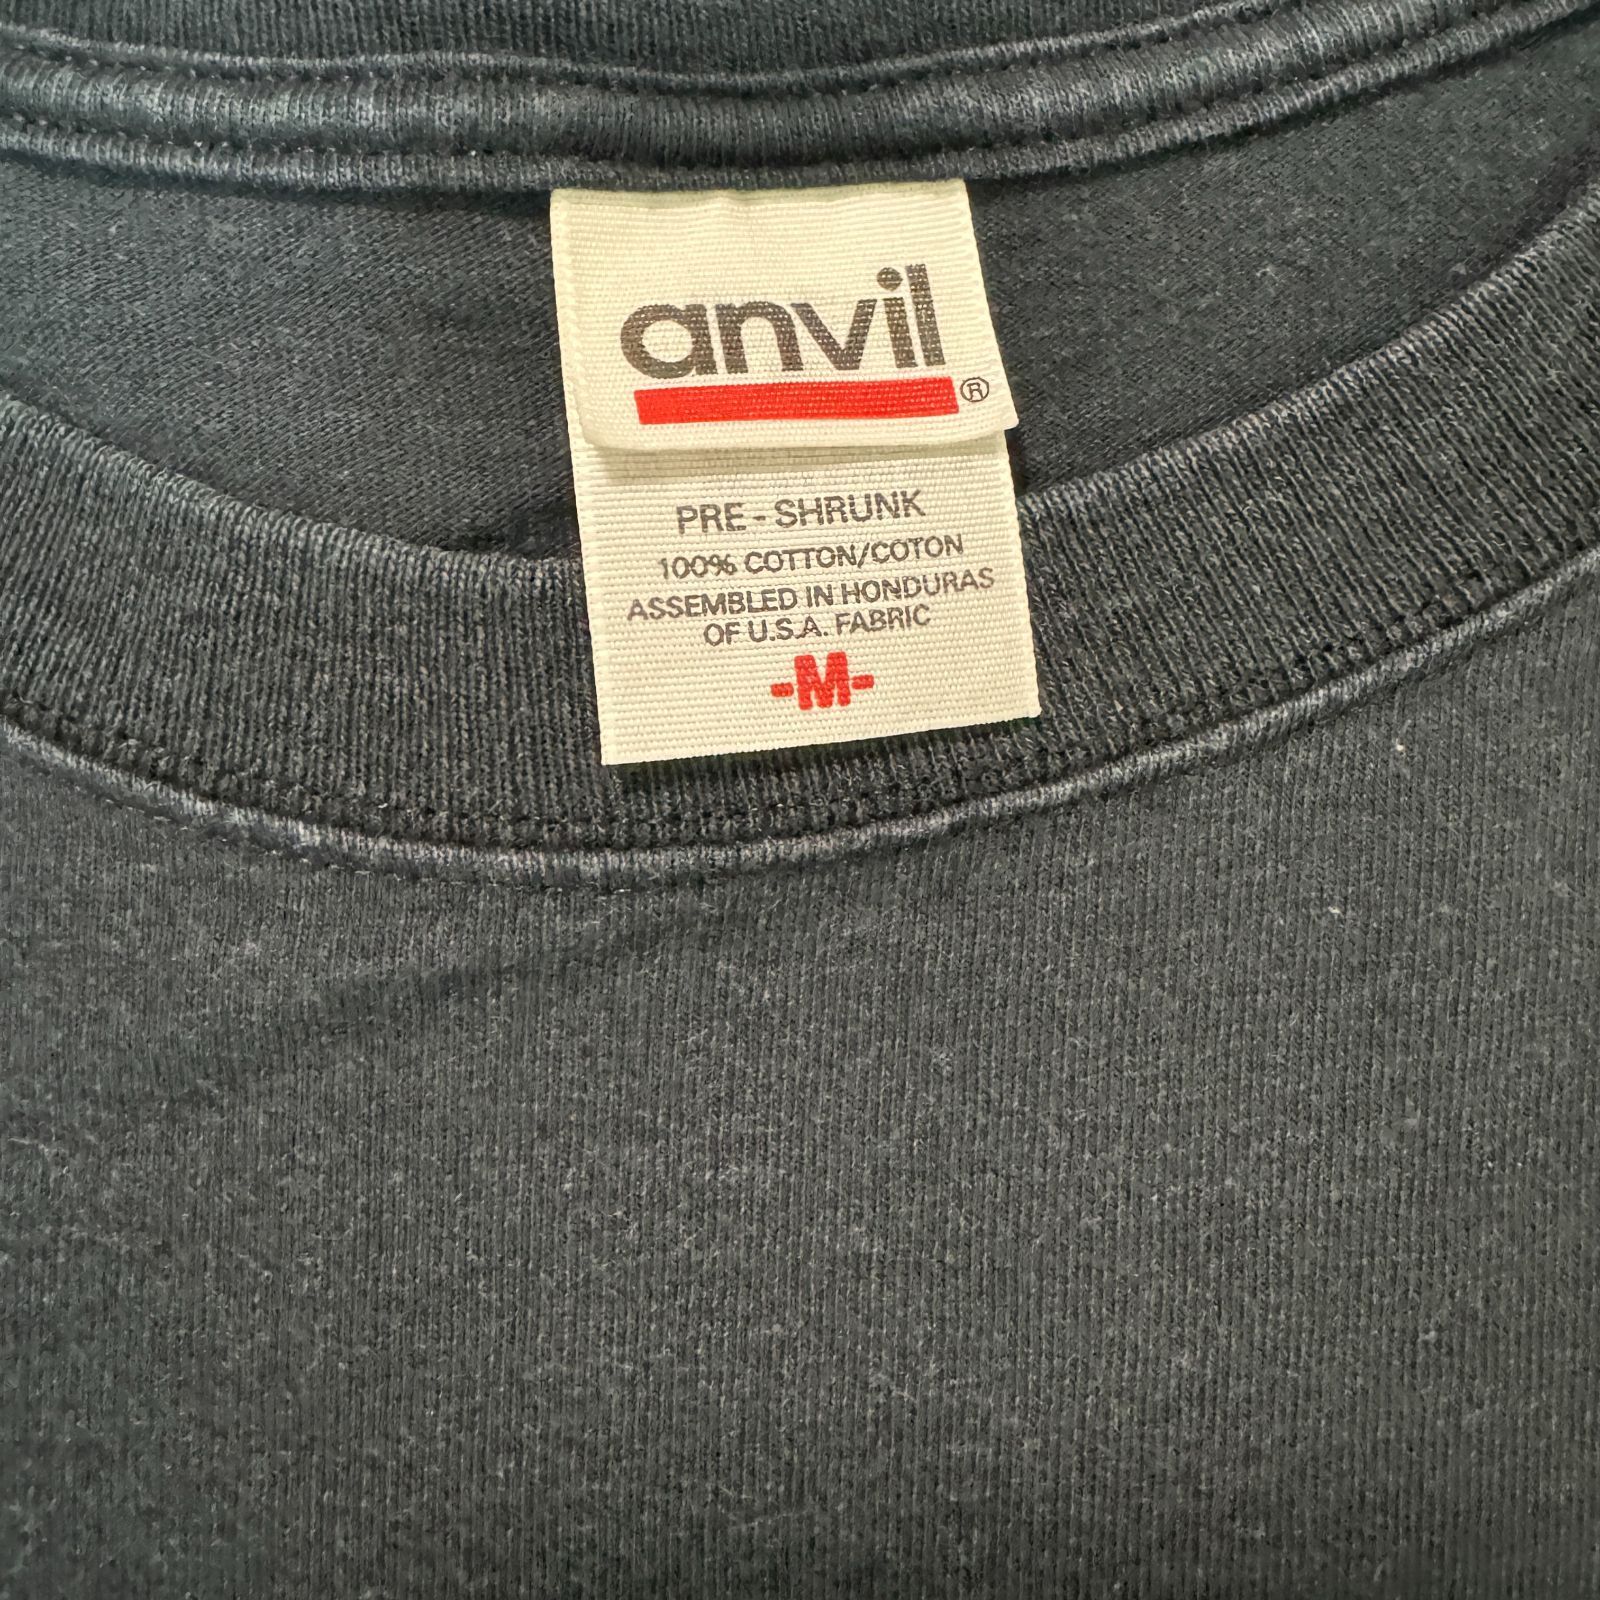 anvil®
PRE-SHRUNK
100% COTTON/COTON
ASSEMBLED IN HONDURAS
OF U.S.A. FABRIC
-M-